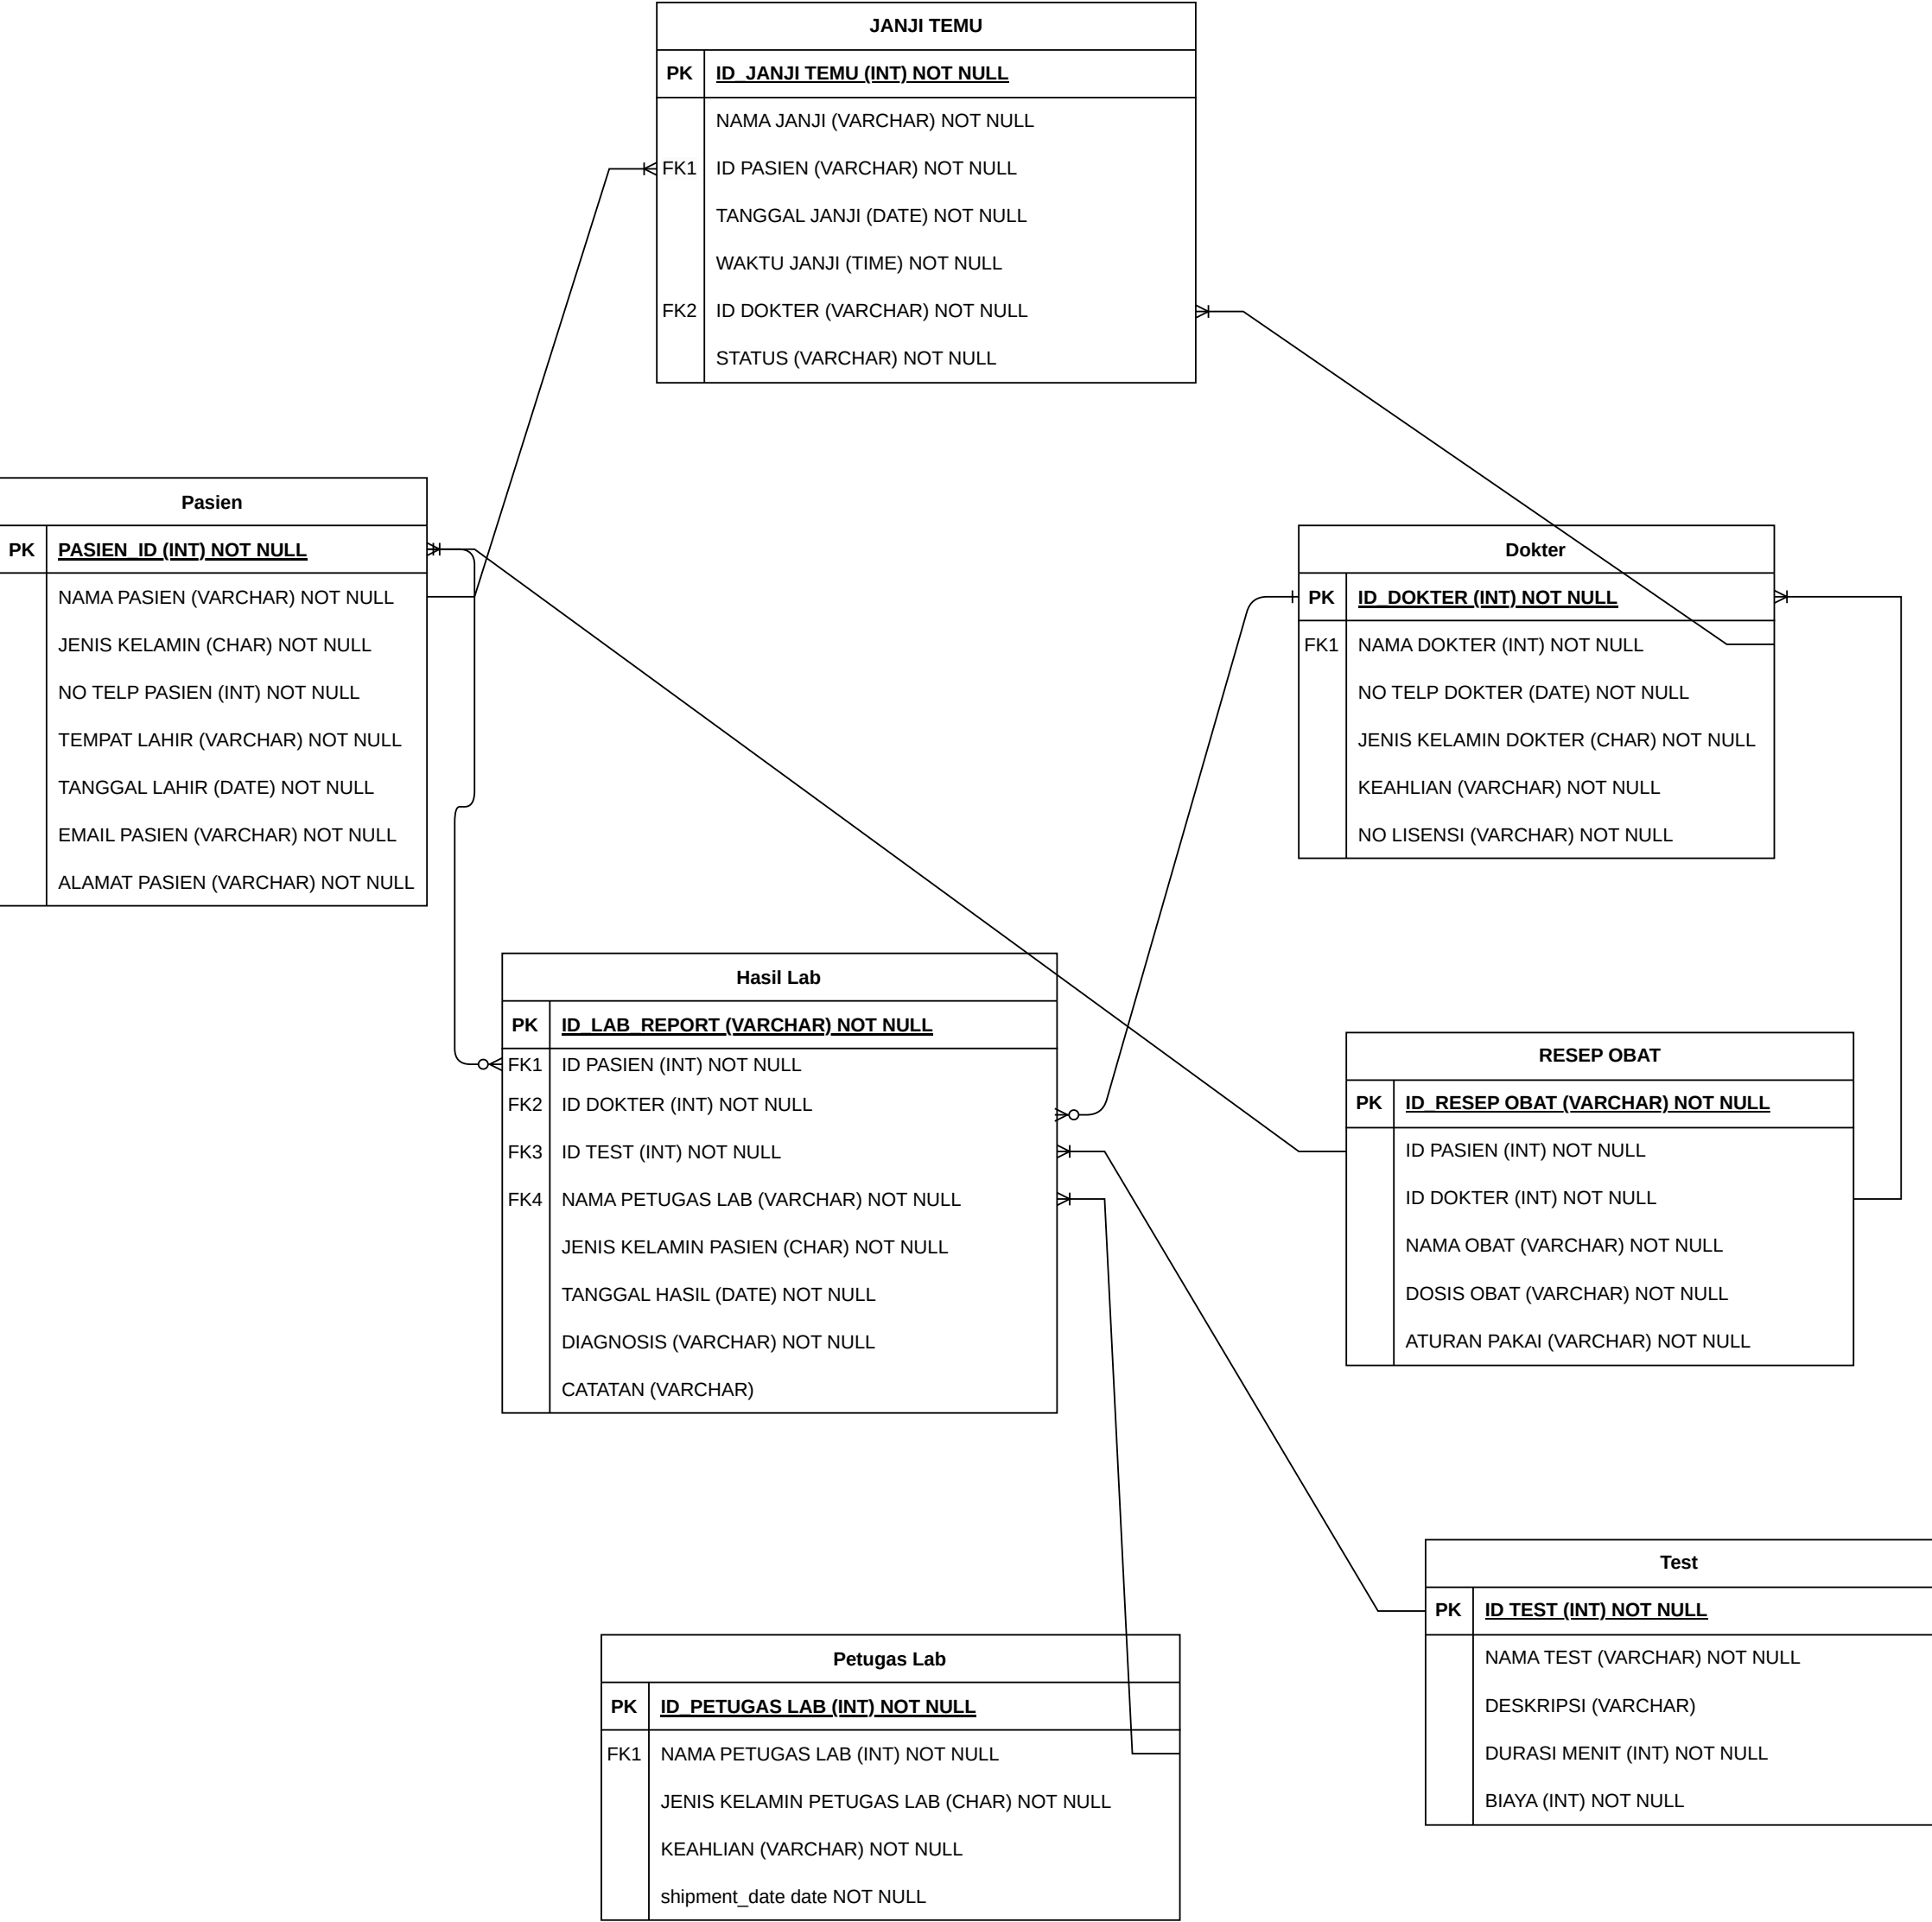 JANJI TEMU
PK ID_JANJI TEMU (INT) NOT NULL
NAMA JANJI (VARCHAR) NOT NULL
FK1 ID PASIEN (VARCHAR) NOT NULL
TANGGAL JANJI (DATE) NOT NULL
WAKTU JANJI (TIME) NOT NULL
FK2 ID DOKTER (VARCHAR) NOT NULL
STATUS (VARCHAR) NOT NULL
Pasien
PK PASIEN_ID (INT) NOT NULL
NAMA PASIEN (VARCHAR) NOT NULL
JENIS KELAMIN (CHAR) NOT NULL
NO TELP PASIEN (INT) NOT NULL
TEMPAT LAHIR (VARCHAR) NOT NULL
TANGGAL LAHIR (DATE) NOT NULL
EMAIL PASIEN (VARCHAR) NOT NULL
ALAMAT PASIEN (VARCHAR) NOT NULL
Dokter
PK ID_DOKTER (INT) NOT NULL
FK1 NAMA DOKTER (INT) NOT NULL
NO TELP DOKTER (DATE) NOT NULL
JENIS KELAMIN DOKTER (CHAR) NOT NULL
KEAHLIAN (VARCHAR) NOT NULL
NO LISENSI (VARCHAR) NOT NULL
Hasil Lab
PK ID_LAB_REPORT (VARCHAR) NOT NULL
FK1 ID PASIEN (INT) NOT NULL
FK2 ID DOKTER (INT) NOT NULL
FK3 ID TEST (INT) NOT NULL
FK4 NAMA PETUGAS LAB (VARCHAR) NOT NULL
JENIS KELAMIN PASIEN (CHAR) NOT NULL
TANGGAL HASIL (DATE) NOT NULL
DIAGNOSIS (VARCHAR) NOT NULL
CATATAN (VARCHAR)
RESEP OBAT
PK ID_RESEP OBAT (VARCHAR) NOT NULL
ID PASIEN (INT) NOT NULL
ID DOKTER (INT) NOT NULL
NAMA OBAT (VARCHAR) NOT NULL
DOSIS OBAT (VARCHAR) NOT NULL
ATURAN PAKAI (VARCHAR) NOT NULL
Test
PK ID TEST (INT) NOT NULL
NAMA TEST (VARCHAR) NOT NULL
DESKRIPSI (VARCHAR)
DURASI MENIT (INT) NOT NULL
BIAYA (INT) NOT NULL
Petugas Lab
PK ID_PETUGAS LAB (INT) NOT NULL
FK1 NAMA PETUGAS LAB (INT) NOT NULL
JENIS KELAMIN PETUGAS LAB (CHAR) NOT NULL
KEAHLIAN (VARCHAR) NOT NULL
shipment_date date NOT NULL